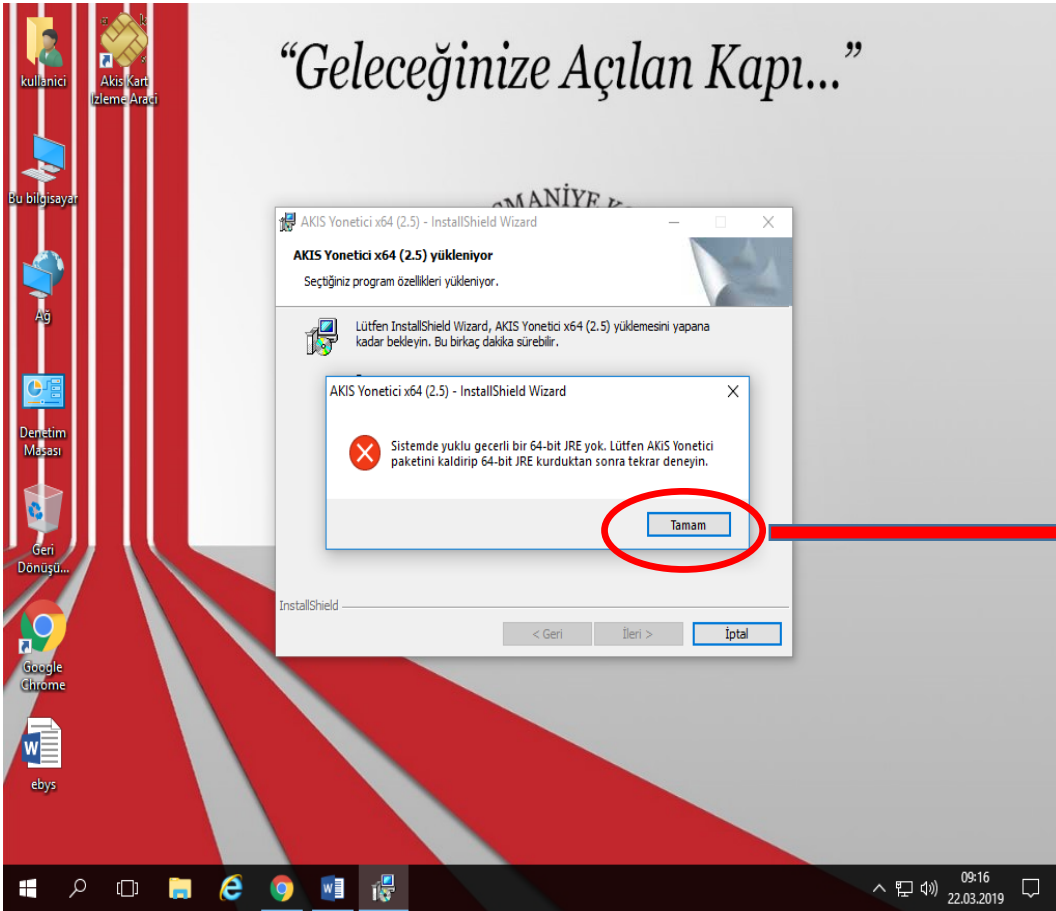 “Geleceğinize Açılan Kapı...”
kullanici
Akis Kart
Izleme Araci
Bu bilgisayar
Ağ
Denetim
Masası
Geri
Dönüşü...
Google
Chrome
ebys
AKIS Yonetici x64 (2.5) - InstallShield Wizard
AKIS Yonetici x64 (2.5) yükleniyor
Seçtiğiniz program özellikleri yükleniyor.
Lütfen InstallShield Wizard, AKIS Yonetici x64 (2.5) yüklemesini yapana
kadar bekleyin. Bu birkaç dakika sürebilir.
AKIS Yonetici x64 (2.5) - InstallShield Wizard
Sistemde yuklu gecerli bir 64-bit JRE yok. Lütfen AKiS Yonetici
paketini kaldirip 64-bit JRE kurduktan sonra tekrar deneyin.
Tamam
InstallShield
< Geri
İleri >
İptal
09:16
22.03.2019